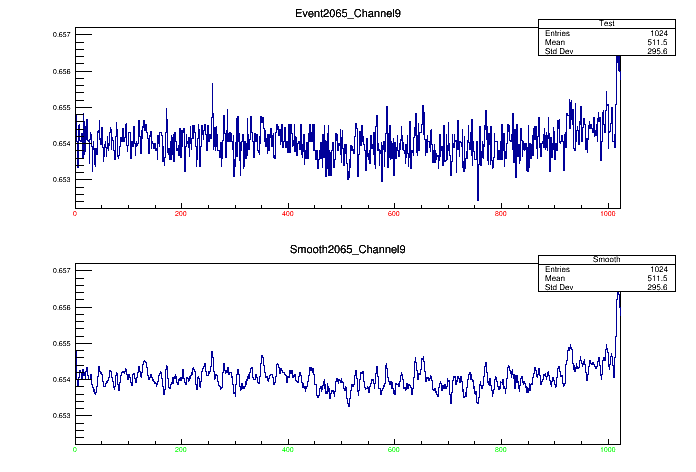 Event2065_Channel9
Test
Entries 1024
Mean 511.5
Std Dev 295.6
0.657
0.656
0.655
0.654
0.653
0 200 400 600 800 1000
Smooth2065_Channel9
Smooth
Entries 1024
Mean 511.5
Std Dev 295.6
0.657
0.656
0.655
0.654
0.653
0 200 400 600 800 1000